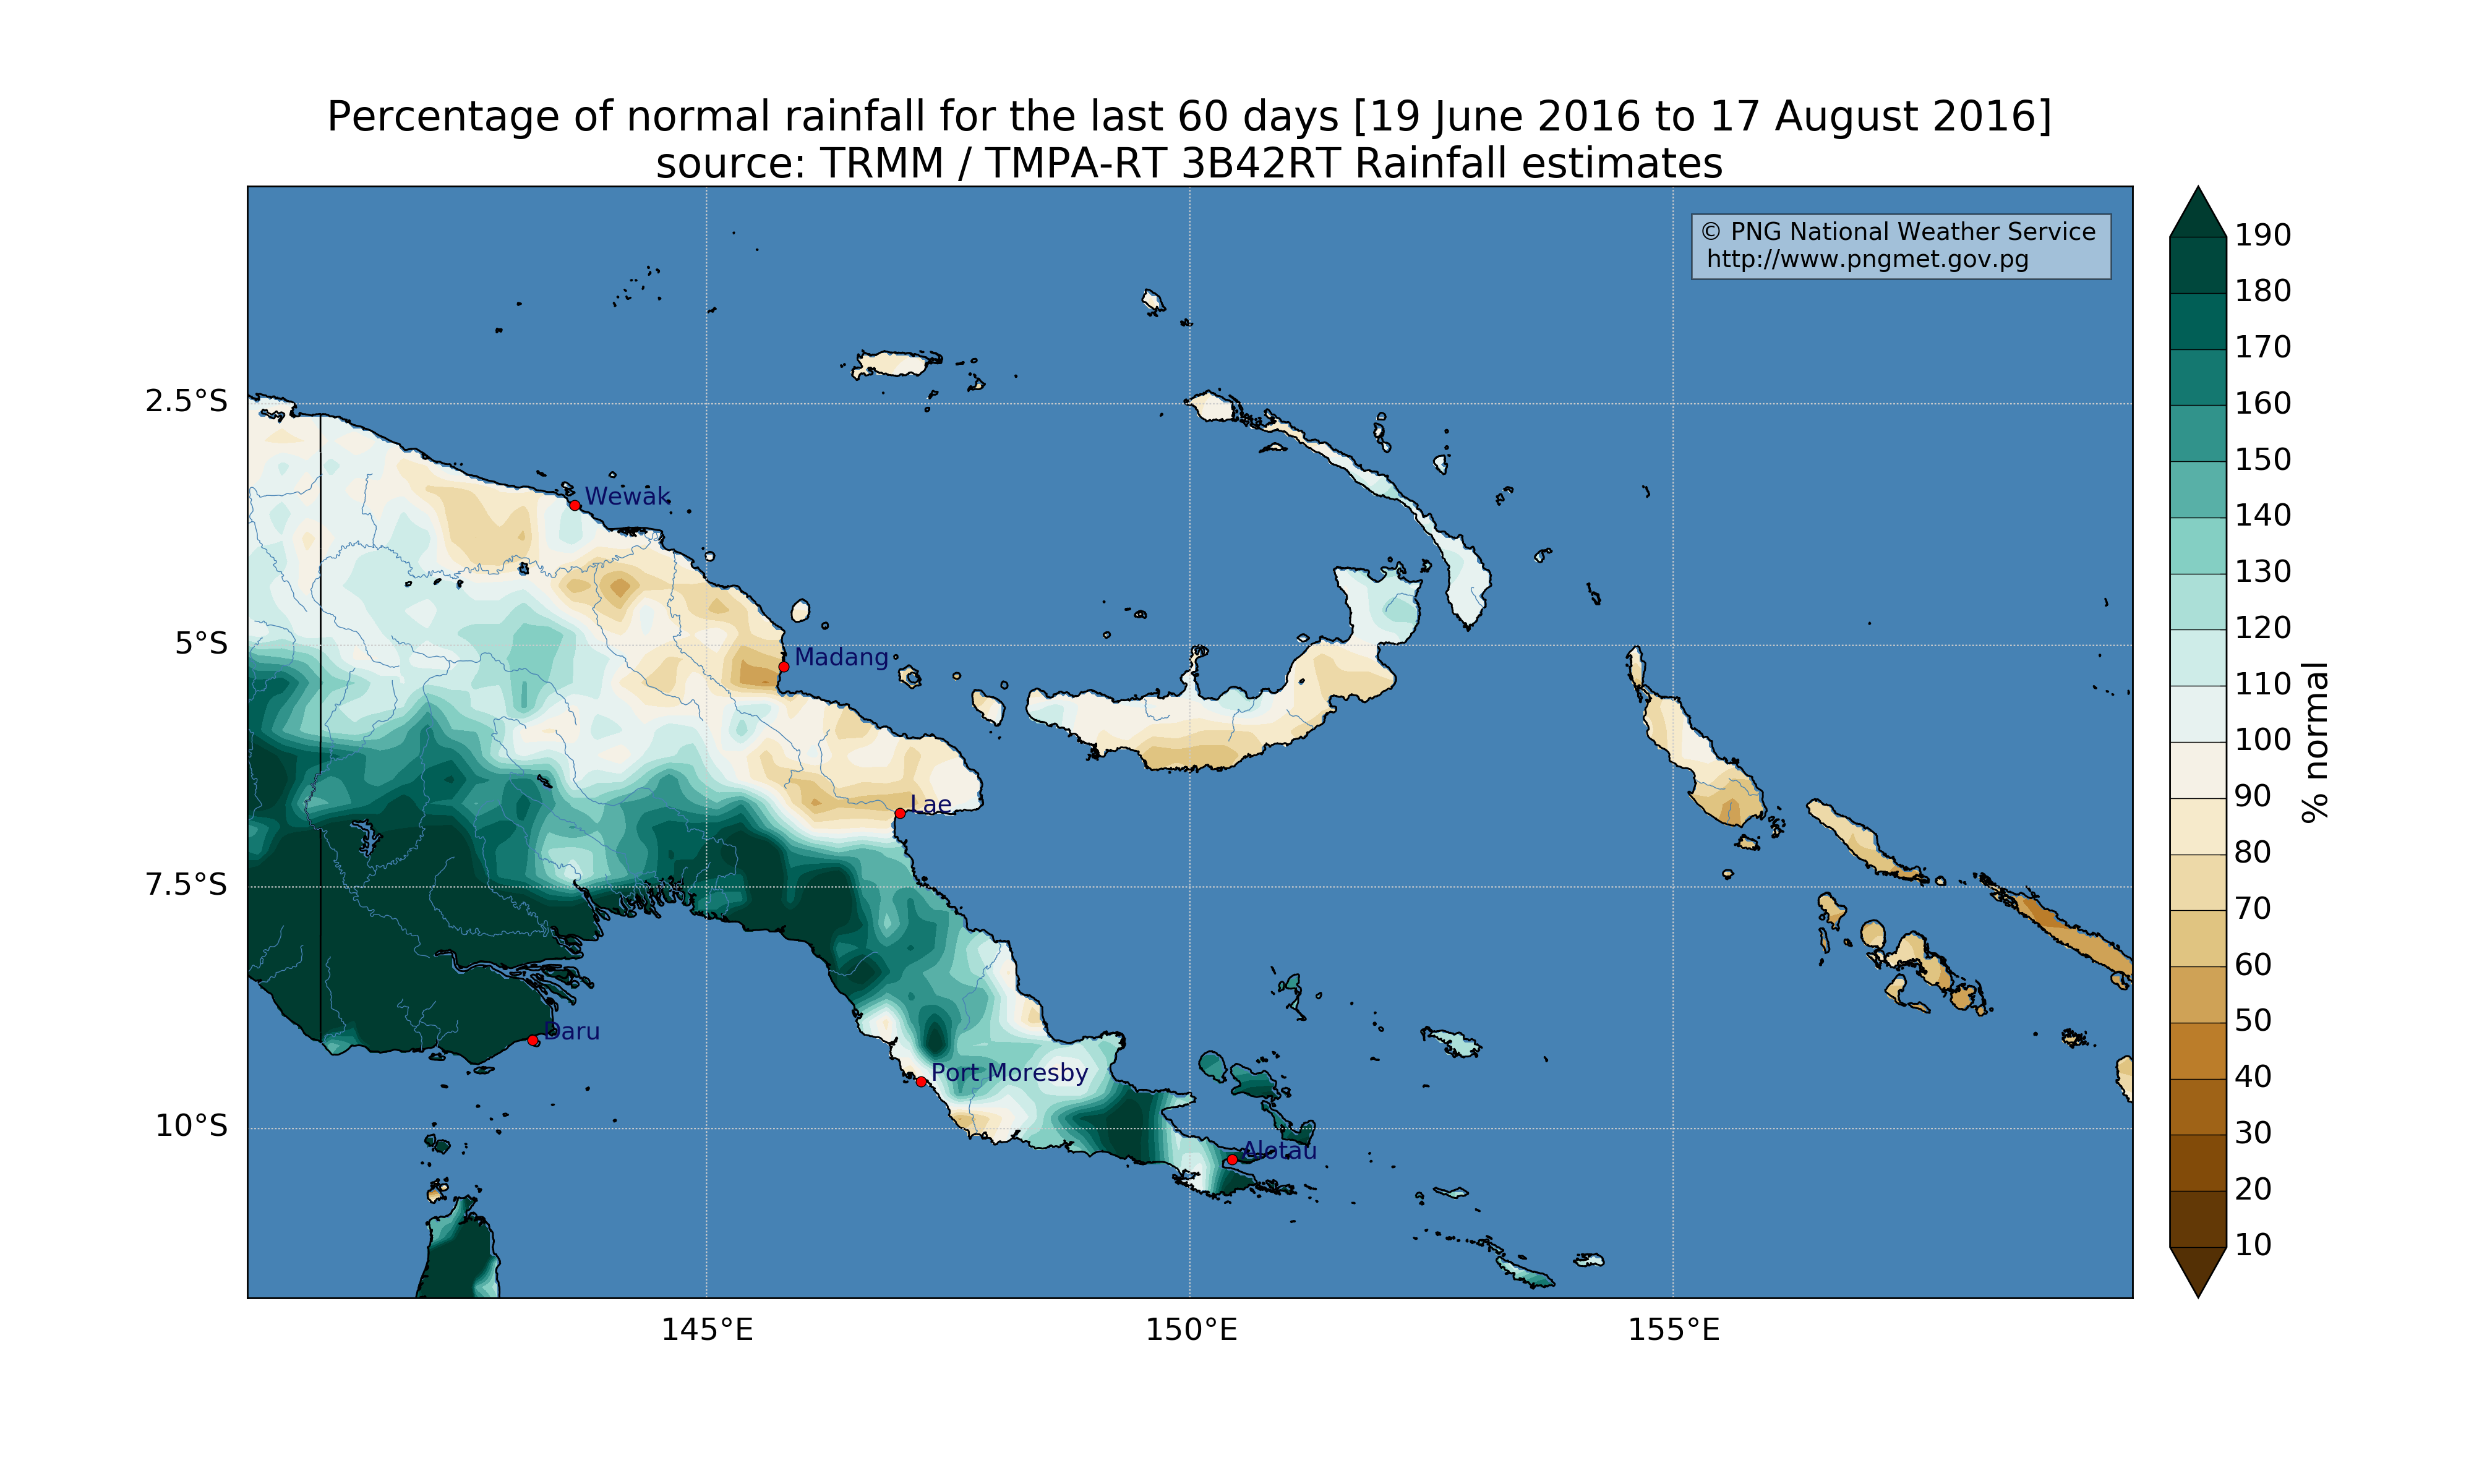 Percentage of normal rainfall for the last 60 days [19 June 2016 to 17 August 2016]
source: TRMM / TMPA-RT 3B42RT Rainfall estimates
© PNG National Weather Service
http://www.pngmet.gov.pg
2.5°S
5°S
7.5°S
10°S
Wewak
Madang
Lae
Daru
Port Moresby
Alotau
145°E
150°E
155°E
190
180
170
160
150
140
130
120
110
100
90
80
70
60
50
40
30
20
10
% normal